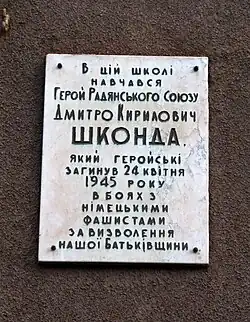 В цій школі
навчався
Герой Радянського Союзу
Дмитро Кирилович
ШКОНДА,
який геройські
загинув 24 квітня
1945 року
в боях з
німецькими
фашистами
за визволення
нашої Батьківщини